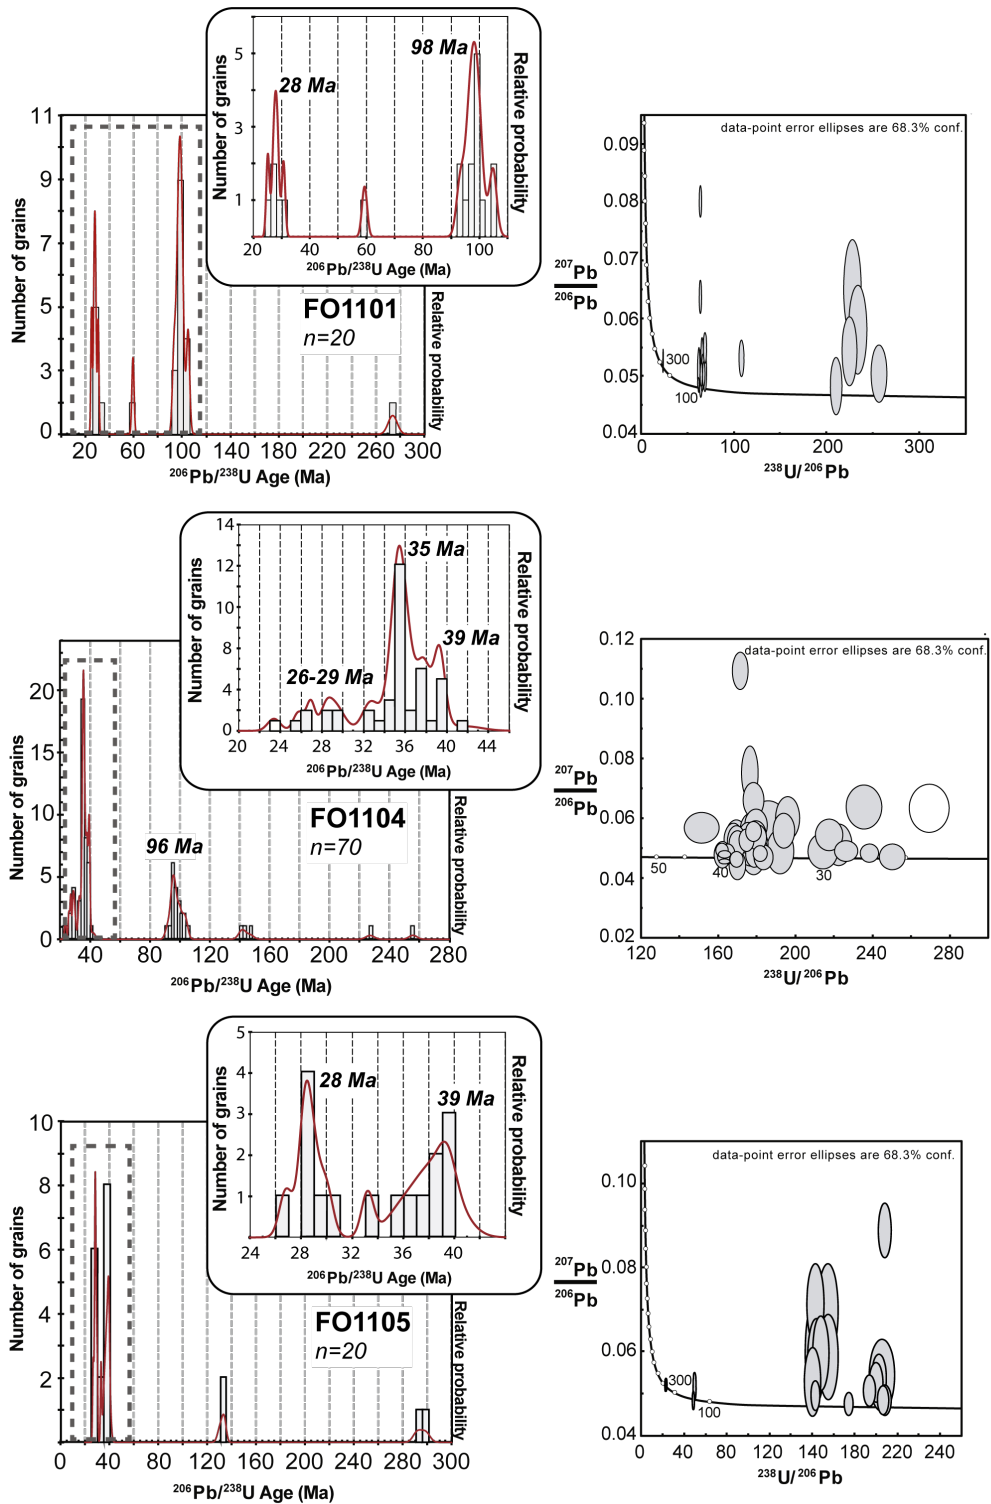 28 Ma
98 Ma
5
3
1
20
40
60
80
100
Number of grains
Relative probability
206Pb/238U Age (Ma)
11
9
7
5
3
0
Number of grains
FO1101
n=20
Relative probability
20 60 100 140 180 220 260 300
206Pb/238U Age (Ma)
data-point error ellipses are 68.3% conf.
0.09
0.08
0.07
0.06
0.05
0.04
207Pb
206Pb
300
100
0 100 200 300
238U/206Pb
14
12
10
8
4
0
Number of grains
35 Ma
39 Ma
26-29 Ma
Relative probability
20 24 28 32 36 40 44
206Pb/238U Age (Ma)
20
15
10
5
0
Number of grains
96 Ma
FO1104
n=70
Relative probability
40 80 120 160 200 240 280
206Pb/238U Age (Ma)
data-point error ellipses are 68.3% conf.
0.12
0.10
0.08
0.06
0.04
0.02
207Pb
206Pb
50
40
30
120 160 200 240 280
238U/206Pb
5
4
3
2
1
Number of grains
28 Ma
39 Ma
Relative probability
24 28 32 36 40
206Pb/238U Age (Ma)
10
8
6
4
2
Number of grains
FO1105
n=20
Relative probability
0 60 120 180 240 300
206Pb/238U Age (Ma)
data-point error ellipses are 68.3% conf.
0.10
0.08
0.06
0.04
207Pb
206Pb
300
100
0 40 80 120 140 180 220 260
238U/206Pb